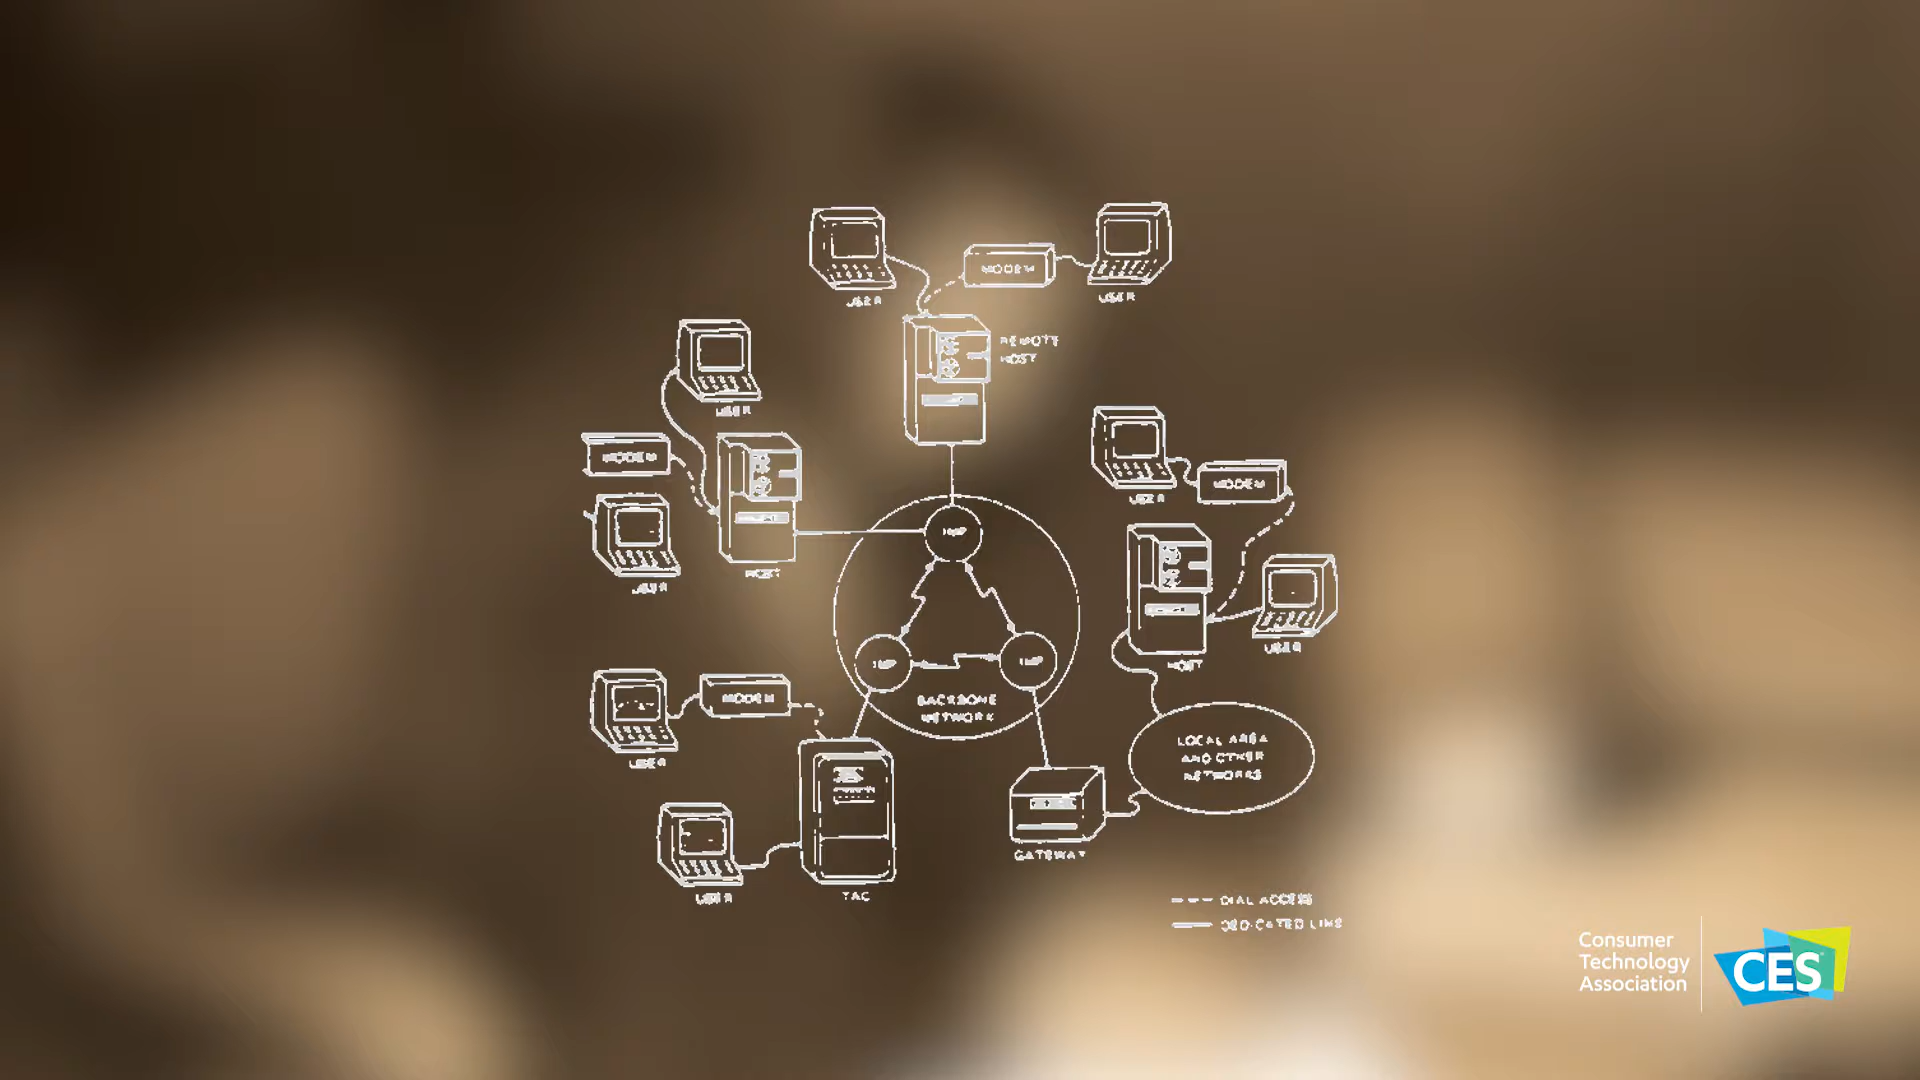 USER
MODEM
USER
REMOTE
HOST
USER
MODEM
USER
HOST
USER
MODEM
USER
HOST
USER
IMP
IMP
IMP
BACKBONE
NETWORK
LOCAL AREA
AND OTHER
NETWORKS
MODEM
USER
USER
TAC
GATEWAY
DIAL ACCESS
DEDICATED LINE
Consumer
Technology
Association
CES